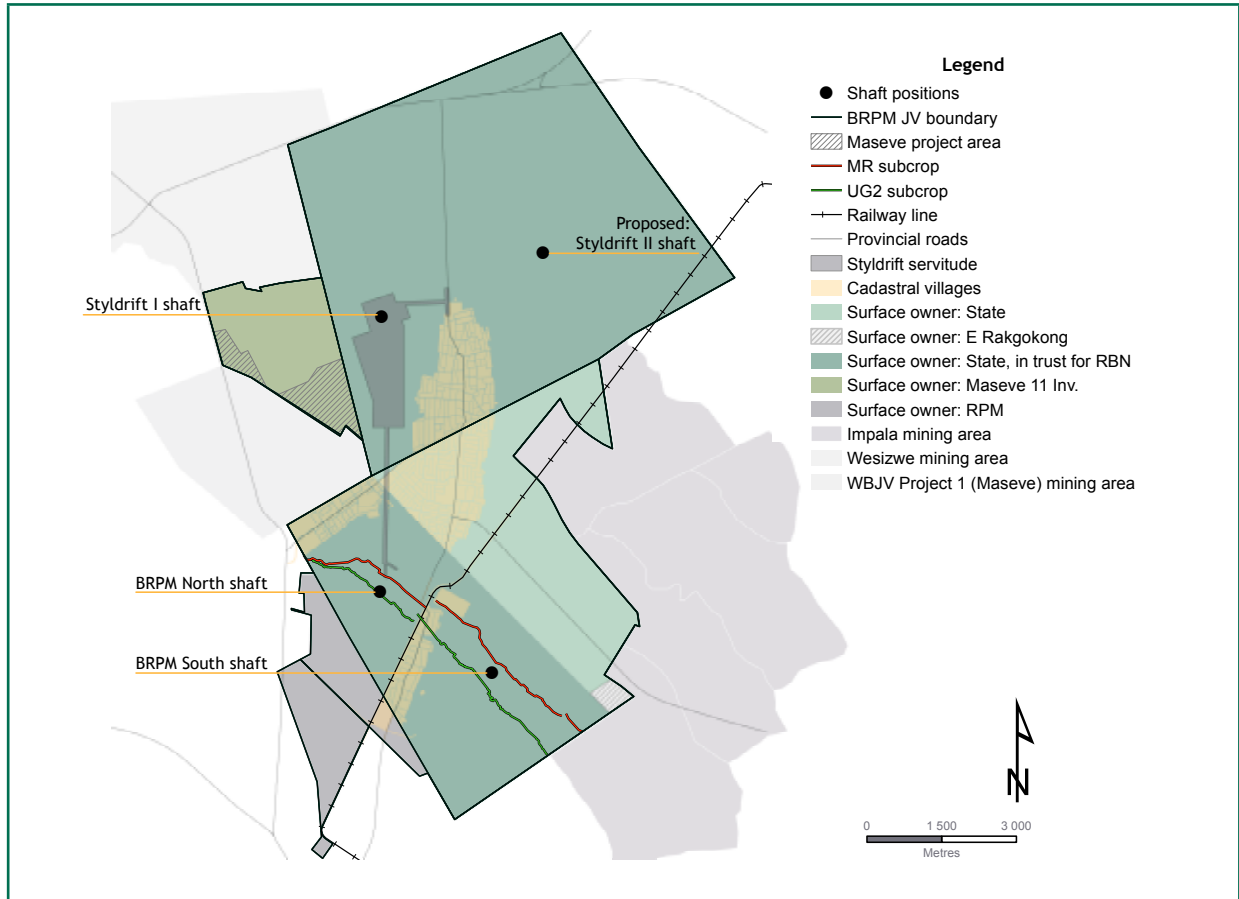 Legend
Shaft positions
BRPM JV boundary
Maseve project area
MR subcrop
UG2 subcrop
Railway line
Provincial roads
Styldrift servitude
Cadastral villages
Surface owner: State
Surface owner: E Rakgokong
Surface owner: State, in trust for RBN
Surface owner: Maseve 11 Inv.
Surface owner: RPM
Impala mining area
Wesizwe mining area
WBJV Project 1 (Maseve) mining area
Proposed:
Styldrift II shaft
Styldrift I shaft
BRPM North shaft
BRPM South shaft
N
0 1 500 3 000
Metres